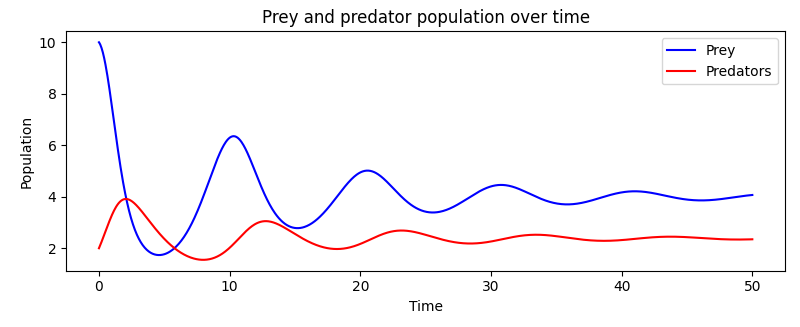 Prey and predator population over time
Prey
Predators
Population
10
8
6
4
2
0 10 20 30 40 50
Time